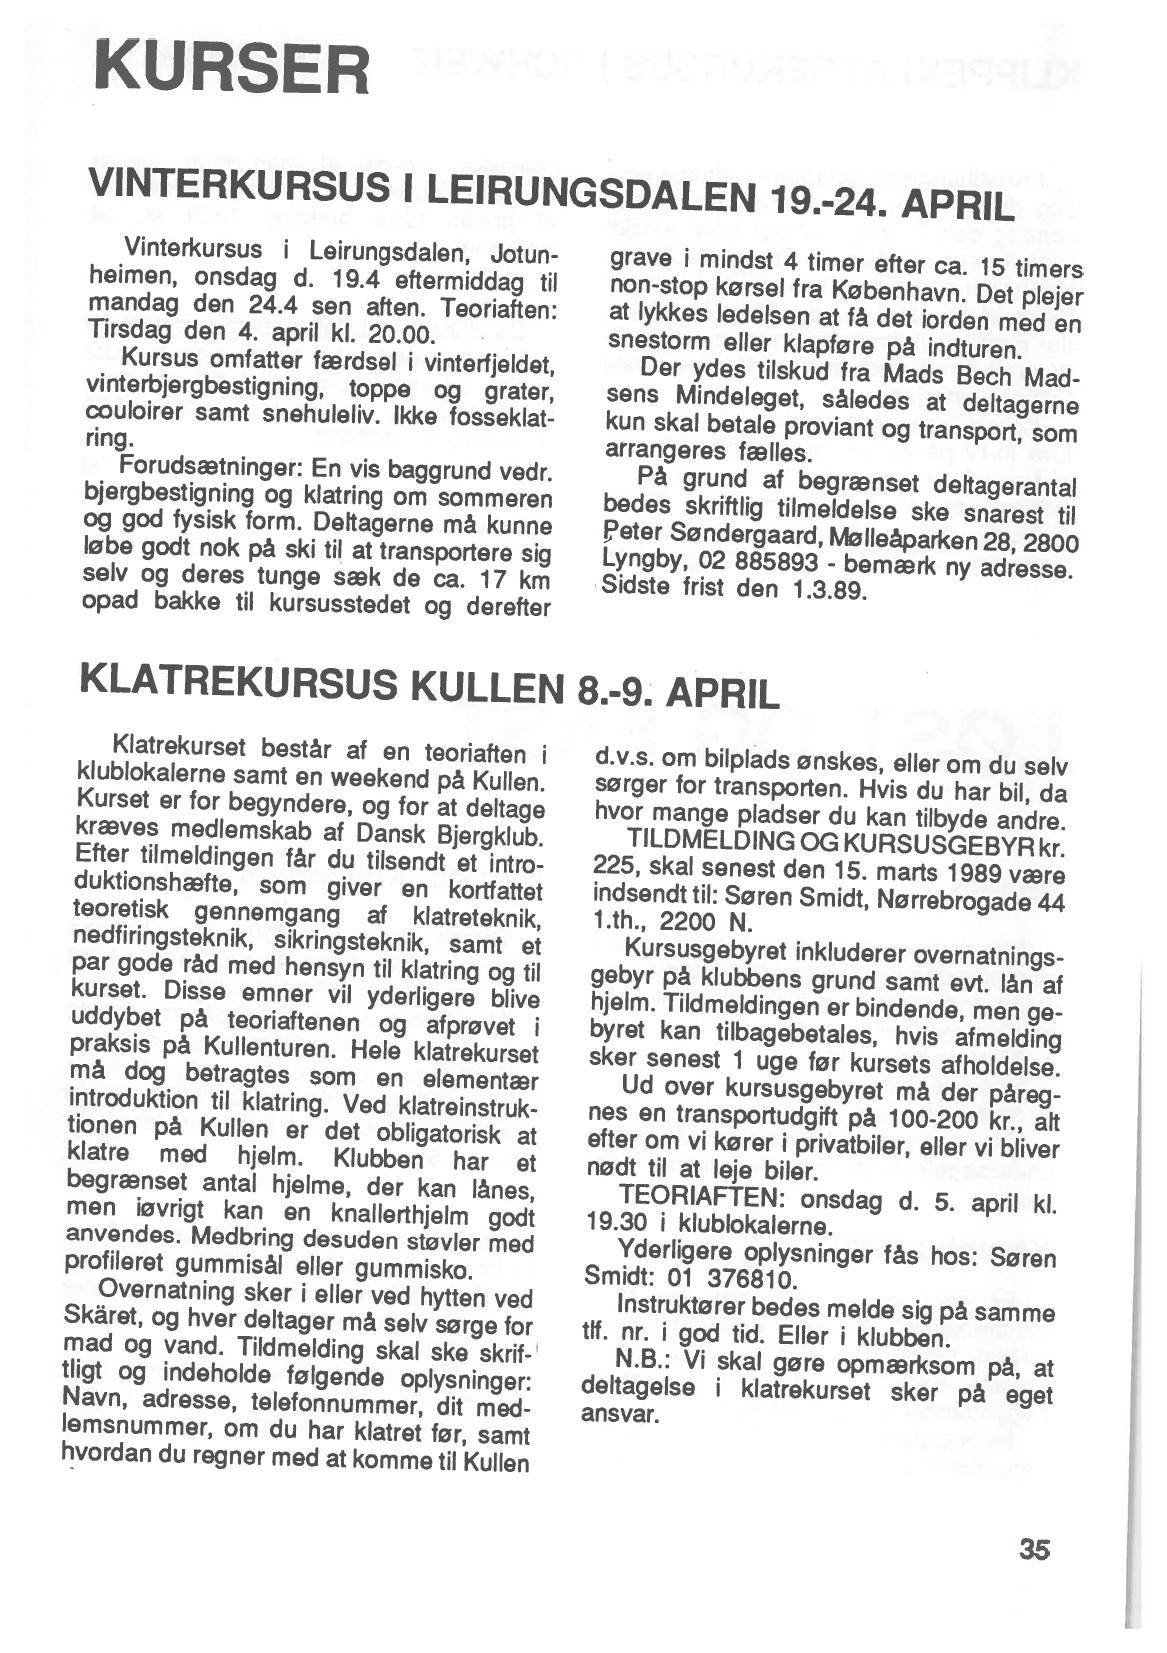 KURSER
VINTERKURSUS I LEIRUNGSDALEN 19.-24. APRIL
Vinterkursus i Leirungsdalen, Jotun-
heimen, onsdag d. 19.4 eftermiddag til
mandag den 24.4 sen aften. Teoriaften:
Tirsdag den 4. april kl. 20.00.
Kursus omfatter færdsel i vinterfjeldet,
vinterbjergbestigning, toppe og grater,
couloirer samt snehuleliv. Ikke fosseklat-
ring.
Forudsætninger: En vis baggrund vedr.
bjergbestigning og klatring om sommeren
og god fysisk form. Deltagerne må kunne
løbe godt nok på ski til at transportere sig
selv og deres tunge sæk de ca. 17 km
opad bakke til kursusstedet og derefter
grave i mindst 4 timer efter ca. 15 timers
non-stop kørsel fra København. Det plejer
at lykkes ledelsen at få det iorden med en
snestorm eller klapføre på indturen.
Der ydes tilskud fra Mads Bech Mad-
sens Mindeleget, således at deltagerne
kun skal betale proviant og transport, som
arrangeres fælles.
På grund af begrænset deltagerantal
bedes skriftlig tilmeldelse ske snarest til
Peter Søndergaard, Mølleåparken 28, 2800
Lyngby, 02 885893 - bemærk ny adresse.
Sidste frist den 1.3.89.
KLATREKURSUS KULLEN 8.-9. APRIL
Klatrekurset består af en teoriaften i
klublokalerne samt en weekend på Kullen.
Kurset er for begyndere, og for at deltage
kræves medlemskab af Dansk Bjergklub.
Efter tilmeldingen får du tilsendt et intro-
duktionshæfte, som giver en kortfattet
teoretisk gennemgang af klatreteknik,
nedfiringsteknik, sikringsteknik, samt et
par gode råd med hensyn til klatring og til
kurset. Disse emner vil yderligere blive
uddybet på teoriaftenen og afprøvet i
praksis på Kullenturen. Hele klatrekurset
må dog betragtes som en elementær
introduktion til klatring. Ved klatreinstruk-
tionen på Kullen er det obligatorisk at
klatre med hjelm. Klubben har et
begrænset antal hjelme, der kan lånes,
men iøvrigt kan en knallerthjelm godt
anvendes. Medbring desuden støvler med
profileret gummisål eller gummisko.
Overnatning sker i eller ved hytten ved
Skäret, og hver deltager må selv sørge for
mad og vand. Tildmelding skal ske skrif-
tligt og indeholde følgende oplysninger:
Navn, adresse, telefonnummer, dit med-
lemsnummer, om du har klatret før, samt
hvordan du regner med at komme til Kullen
d.v.s. om bilplads ønskes, eller om du selv
sørger for transporten. Hvis du har bil, da
hvor mange pladser du kan tilbyde andre.
TILDMELDING OG KURSUSGEBYR kr.
225, skal senest den 15. marts 1989 være
indsendt til: Søren Smidt, Nørrebrogade 44
1.th., 2200 N.
Kursusgebyret inkluderer overnatnings-
gebyr på klubbens grund samt evt. lån af
hjelm. Tildmeldingen er bindende, men ge-
byret kan tilbagebetales, hvis afmelding
sker senest 1 uge før kursets afholdelse.
Ud over kursusgebyret må der påreg-
nes en transportudgift på 100-200 kr., alt
efter om vi kører i privatbiler, eller vi bliver
nødt til at leje biler.
TEORIAFTEN: onsdag d. 5. april kl.
19.30 i klublokalerne.
Yderligere oplysninger fås hos: Søren
Smidt: 01 376810.
Instruktører bedes melde sig på samme
tlf. nr. i god tid. Eller i klubben.
N.B.: Vi skal gøre opmærksom på, at
deltagelse i klatrekurset sker på eget
ansvar.
35